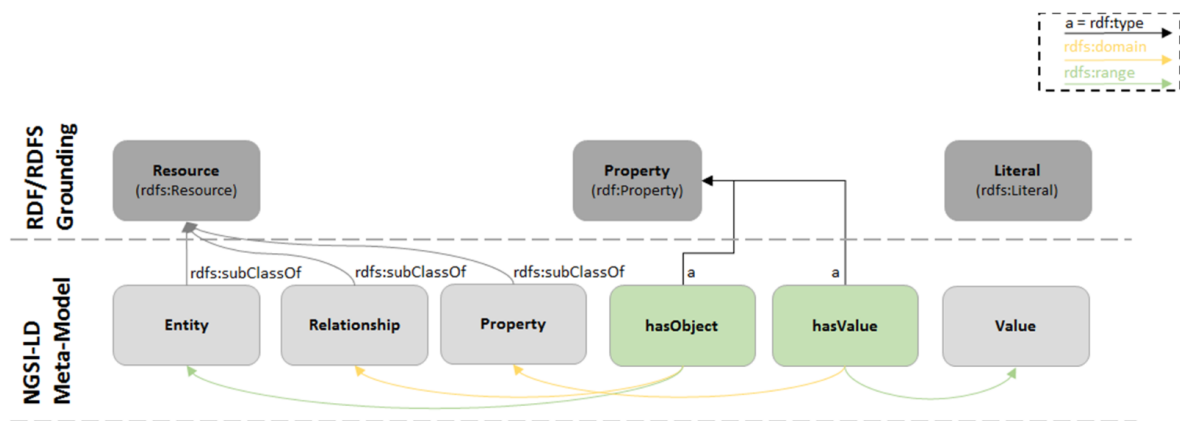 a = rdf:type
rdfs:domain
rdfs:range
RDF/RDFS
Grounding
Resource
(rdfs:Resource)
Property
(rdf:Property)
Literal
(rdfs:Literal)
NGSI-LD
Meta-Model
rdfs:subClassOf
rdfs:subClassOf
rdfs:subClassOf
a
a
Entity
Relationship
Property
hasObject
hasValue
Value